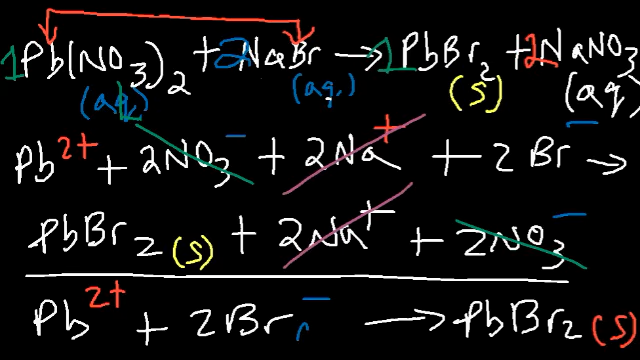 1Pb(NO₃)₂ + 2NaBr → 1PbBr₂ + 2NaNO₃
(aq) (aq) (s) (aq)
Pb²⁺ + 2NO₃⁻ + 2Na⁺ + 2Br⁻ →
PbBr₂(s) + 2Na⁺ + 2NO₃⁻
Pb²⁺ + 2Br⁻ → PbBr₂(s)